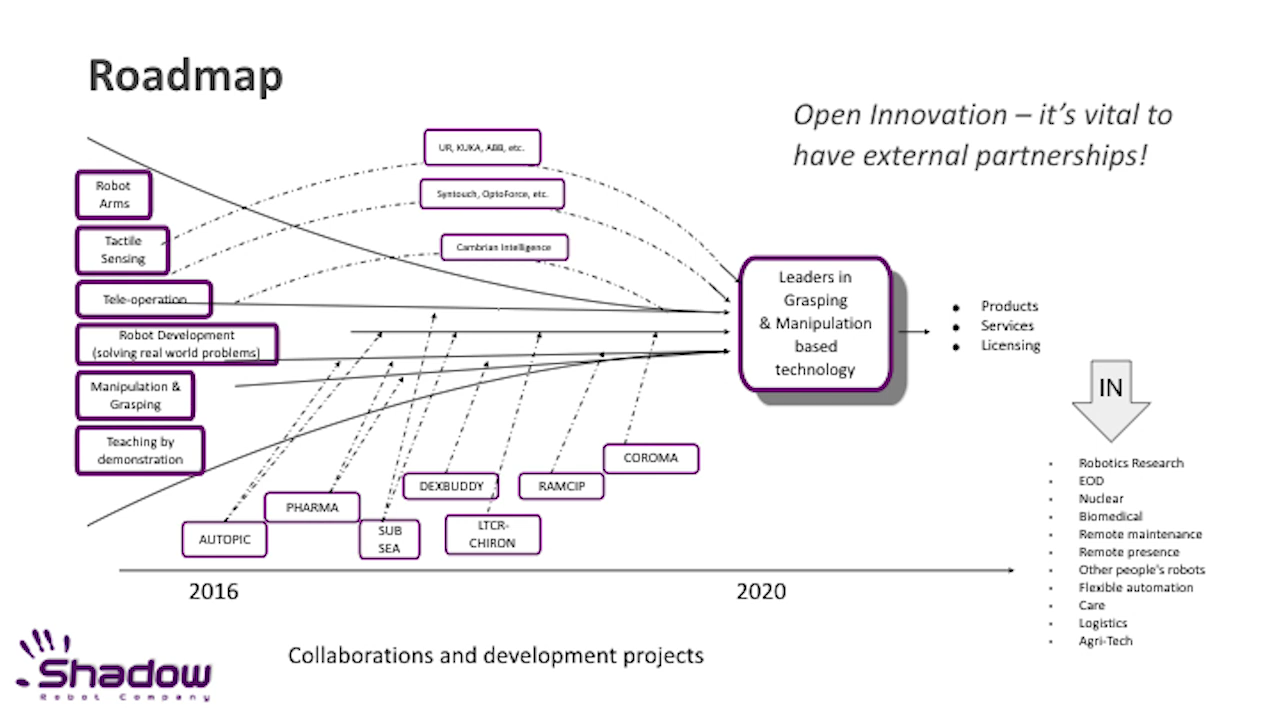 Roadmap
Open Innovation – it's vital to
have external partnerships!
UR, KUKA, ABB, etc.
Syntouch, OptoForce, etc.
Cambrian Intelligence
Robot
Arms
Tactile
Sensing
Tele-operation
Robot Development
(solving real world problems)
Manipulation &
Grasping
Teaching by
demonstration
Leaders in
Grasping
& Manipulation
based
technology
● Products
● Services
● Licensing
IN
• Robotics Research
• EOD
• Nuclear
• Biomedical
• Remote maintenance
• Remote presence
• Other people's robots
• Flexible automation
• Care
• Logistics
• Agri-Tech
COROMA
DEXBUDDY
RAMCIP
PHARMA
AUTOPIC
SUB
SEA
LTCR-
CHIRON
2016
2020
Collaborations and development projects
Shadow
Robot Company